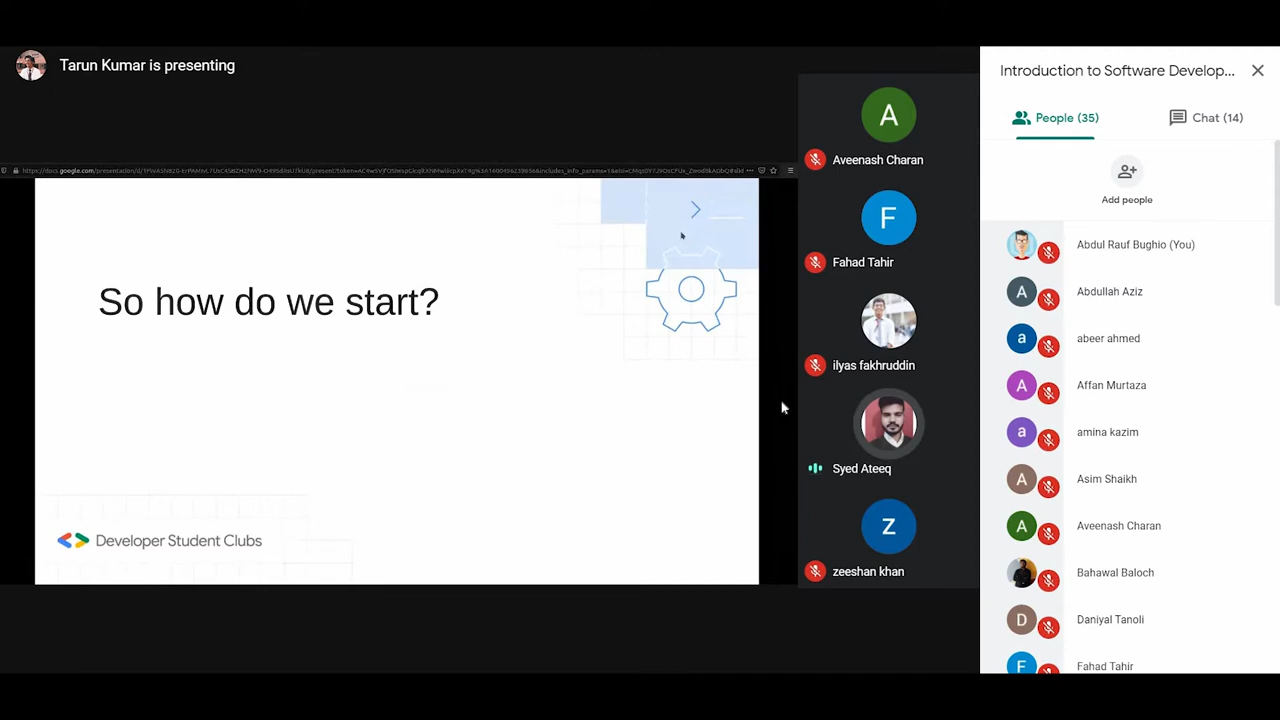 Tarun Kumar is presenting
So how do we start?
Developer Student Clubs
A
Aveenash Charan
F
Fahad Tahir
ilyas fakhruddin
Syed Ateeq
z
zeeshan khan
Introduction to Software Develop...
People (35)
Chat (14)
Add people
Abdul Rauf Bughio (You)
A
Abdullah Aziz
a
abeer ahmed
A
Affan Murtaza
a
amina kazim
A
Asim Shaikh
A
Aveenash Charan
Bahawal Baloch
D
Daniyal Tanoli
F
Fahad Tahir